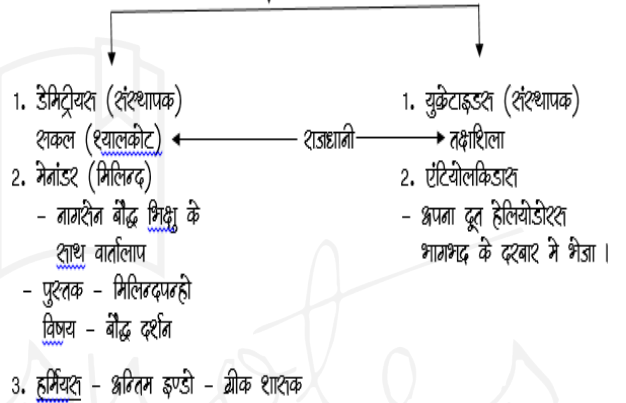 1. डेमिट्रीयस (संस्थापक)
सकल (श्यालकोट)
राजधानी
1. युक्रेटाइडस (संस्थापक)
तक्षशिला
2. मेनांडर (मिलिन्द)
- नागसेन बौद्ध भिक्षु के
साथ वार्तालाप
- पुस्तक - मिलिन्दपन्हो
विषय - बौद्ध दर्शन
2. एंटियोलकिडास
- अपना दूत हेलियोडोरस
भागभद्र के दरबार मे भेजा ।
3. हर्मियस - अन्तिम इण्डो - ग्रीक शासक